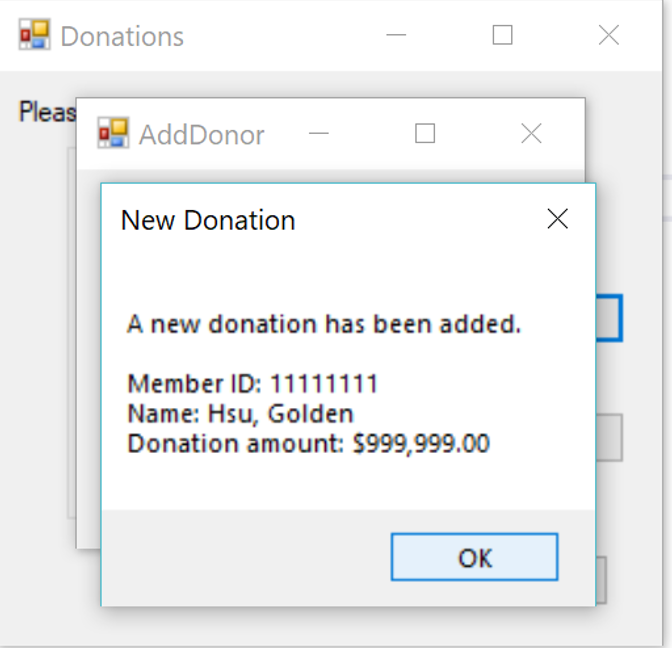 Donations
Pleas
AddDonor
New Donation
A new donation has been added.
Member ID: 11111111
Name: Hsu, Golden
Donation amount: $999,999.00
OK